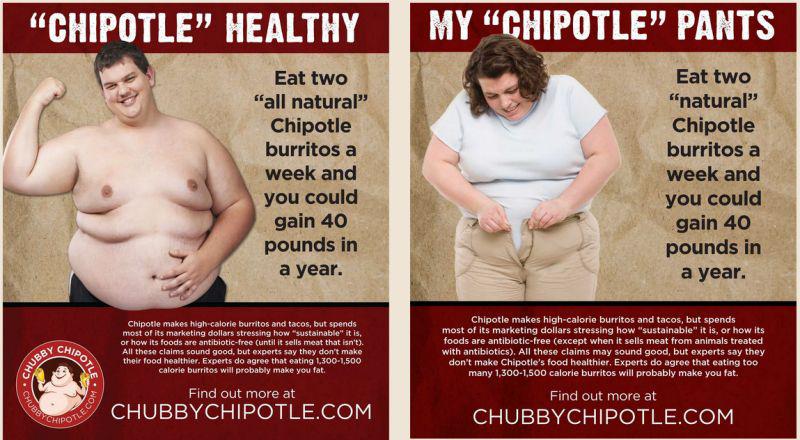 “CHIPOTLE” HEALTHY
Eat two
“all natural”
Chipotle
burritos a
week and
you could
gain 40
pounds in
a year.
Chipotle makes high-calorie burritos and tacos, but spends
most of its marketing dollars stressing how “sustainable” it is,
or how its foods are antibiotic-free (until it sells meat that isn’t).
All these claims sound good, but experts say they don’t make
their food healthier. Experts do agree that eating 1,300-1,500
calorie burritos will probably make you fat.
CHUBBY CHIPOTLE
CHUBBYCHIPOTLE.COM
Find out more at
CHUBBYCHIPOTLE.COM
MY “CHIPOTLE” PANTS
Eat two
“natural”
Chipotle
burritos a
week and
you could
gain 40
pounds in
a year.
Chipotle makes high-calorie burritos and tacos, but spends
most of its marketing dollars stressing how “sustainable” it is, or how its
foods are antibiotic-free (except when it sells meat from animals treated
with antibiotics). All these claims may sound good, but experts say they
don’t make Chipotle’s food healthier. Experts do agree that eating too
many 1,300-1,500 calorie burritos will probably make you fat.
Find out more at
CHUBBYCHIPOTLE.COM